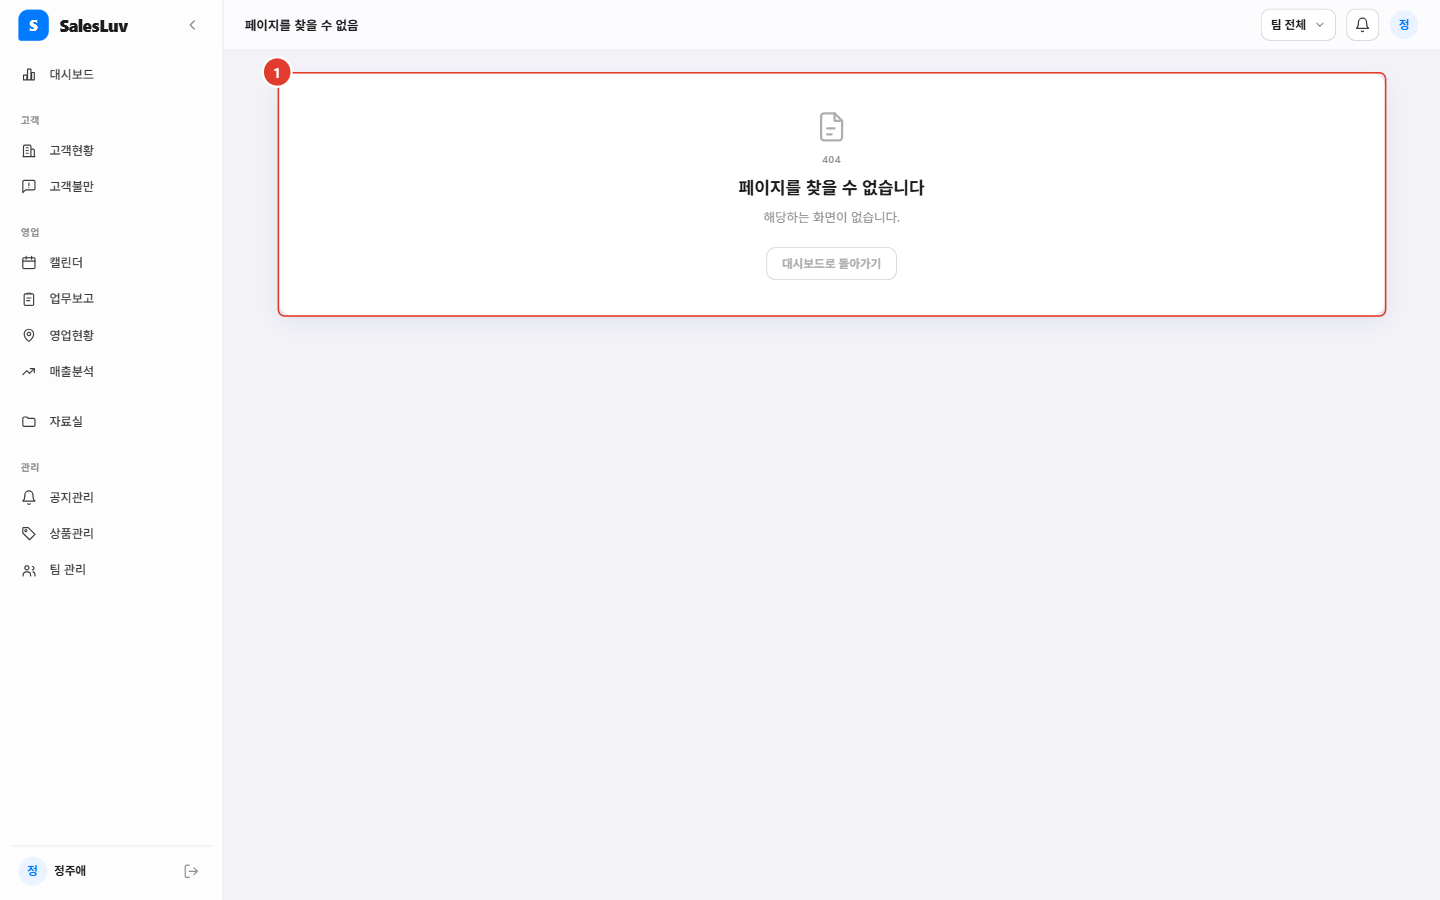 S SalesLuv
대시보드
고객
고객현황
고객불만
영업
캘린더
업무보고
영업현황
매출분석
자료실
관리
공지관리
상품관리
팀 관리
정 정주애
페이지를 찾을 수 없음
팀 전체
정
1
404
페이지를 찾을 수 없습니다
해당하는 화면이 없습니다.
대시보드로 돌아가기